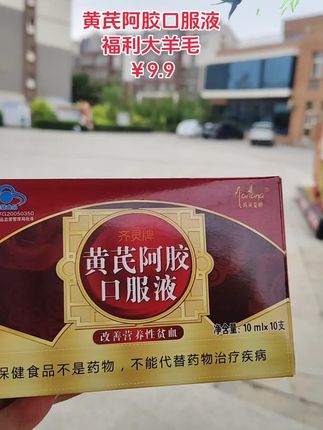 黄芪阿胶口服液
福利大羊毛
￥9.9
G20050350
齐灵牌
黄芪阿胶
口服液
改善营养性贫血
净含量：10 ml×10支
保健食品不是药物，不能代替药物治疗疾病